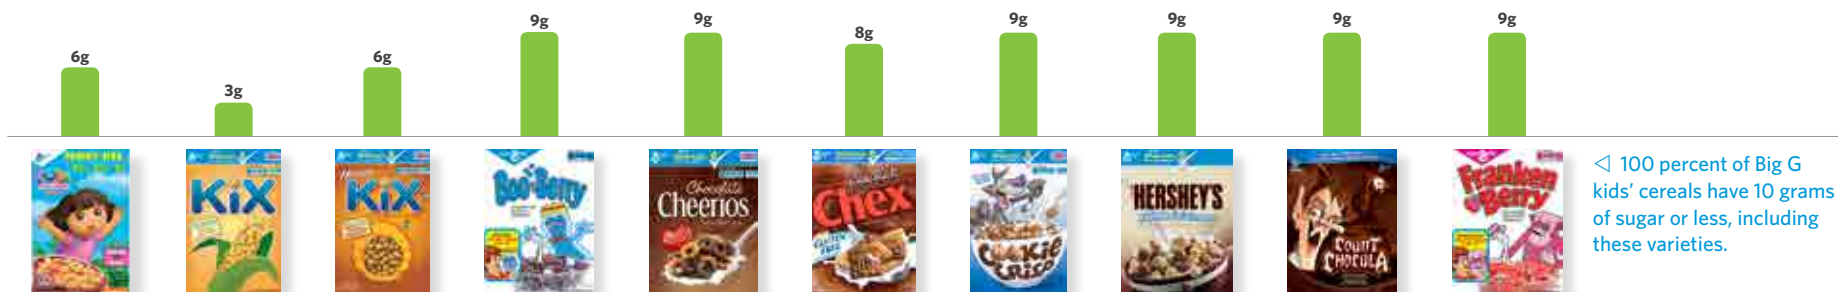 6g
3g
6g
9g
9g
8g
9g
9g
9g
9g
KiX
KiX
Boo-Berry
Chocolate
Cheerios
Chex
GLUTEN
FREE
COOKIE
CRISP
HERSHEY'S
COUNT
CHOCULA
Franken
Berry
◁ 100 percent of Big G
kids' cereals have 10 grams
of sugar or less, including
these varieties.